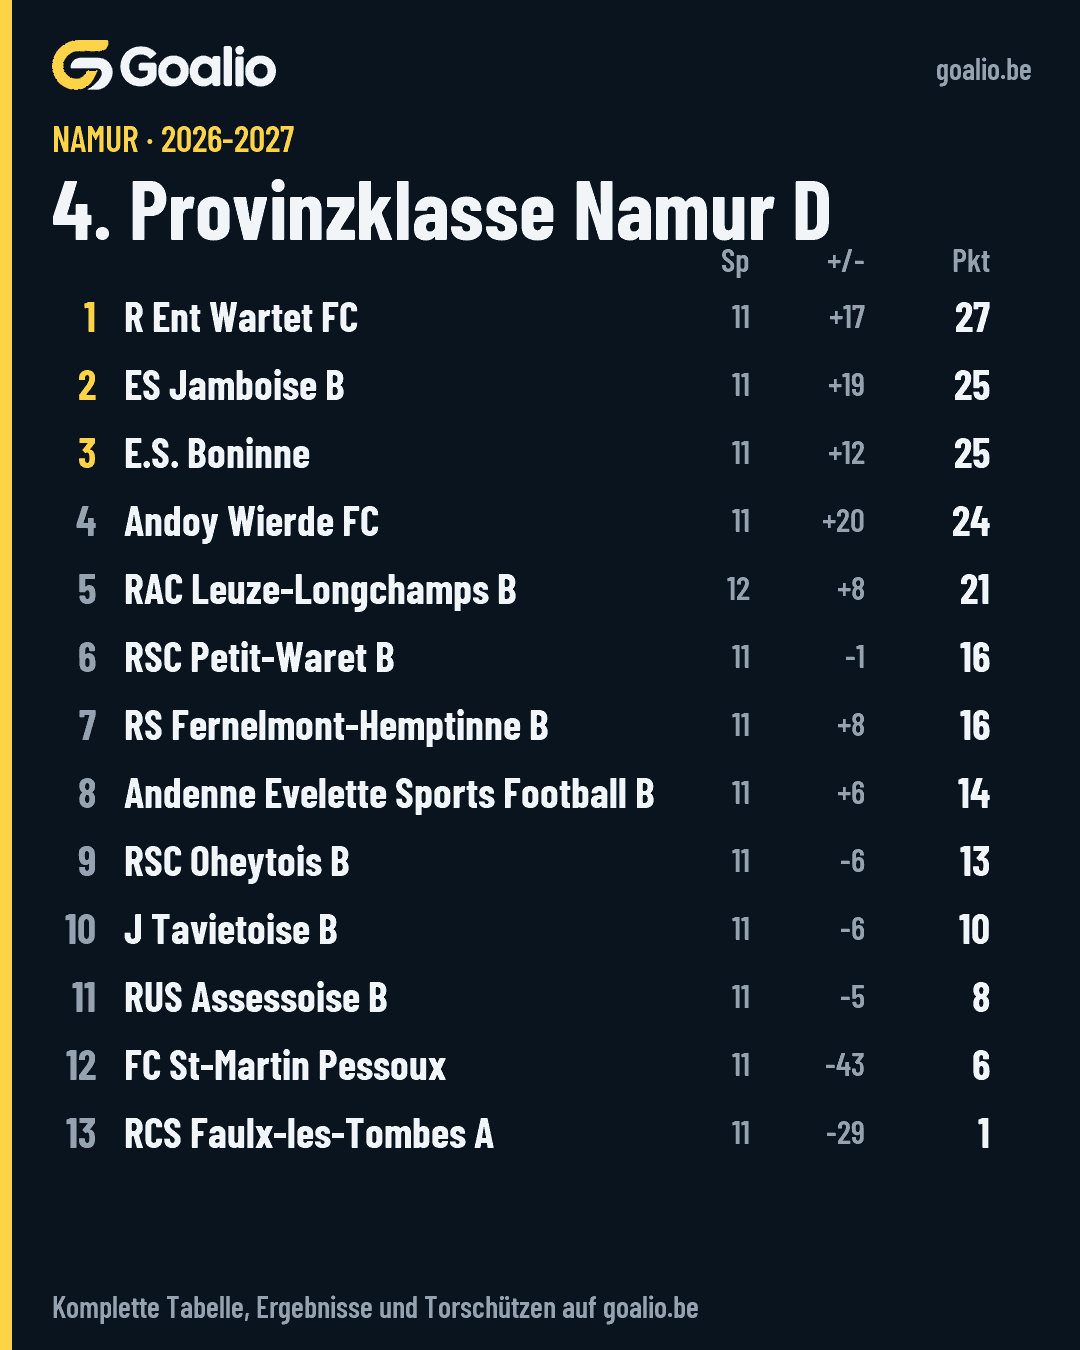 Goalio
goalio.be
NAMUR · 2026-2027
4. Provinzklasse Namur D
Sp +/- Pkt
1 R Ent Wartet FC 11 +17 27
2 ES Jamboise B 11 +19 25
3 E.S. Boninne 11 +12 25
4 Andoy Wierde FC 11 +20 24
5 RAC Leuze-Longchamps B 12 +8 21
6 RSC Petit-Waret B 11 -1 16
7 RS Fernelmont-Hemptinne B 11 +8 16
8 Andenne Evelette Sports Football B 11 +6 14
9 RSC Oheytois B 11 -6 13
10 J Tavietoise B 11 -6 10
11 RUS Assessoise B 11 -5 8
12 FC St-Martin Pessoux 11 -43 6
13 RCS Faulx-les-Tombes A 11 -29 1
Komplette Tabelle, Ergebnisse und Torschützen auf goalio.be